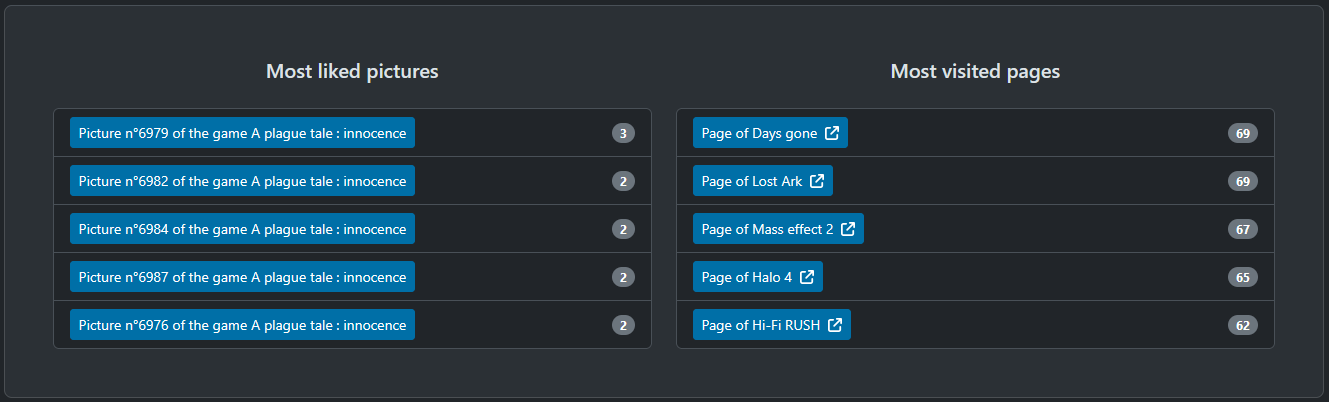 Most liked pictures
Picture n°6979 of the game A plague tale : innocence 3
Picture n°6982 of the game A plague tale : innocence 2
Picture n°6984 of the game A plague tale : innocence 2
Picture n°6987 of the game A plague tale : innocence 2
Picture n°6976 of the game A plague tale : innocence 2
Most visited pages
Page of Days gone 69
Page of Lost Ark 69
Page of Mass effect 2 67
Page of Halo 4 65
Page of Hi-Fi RUSH 62